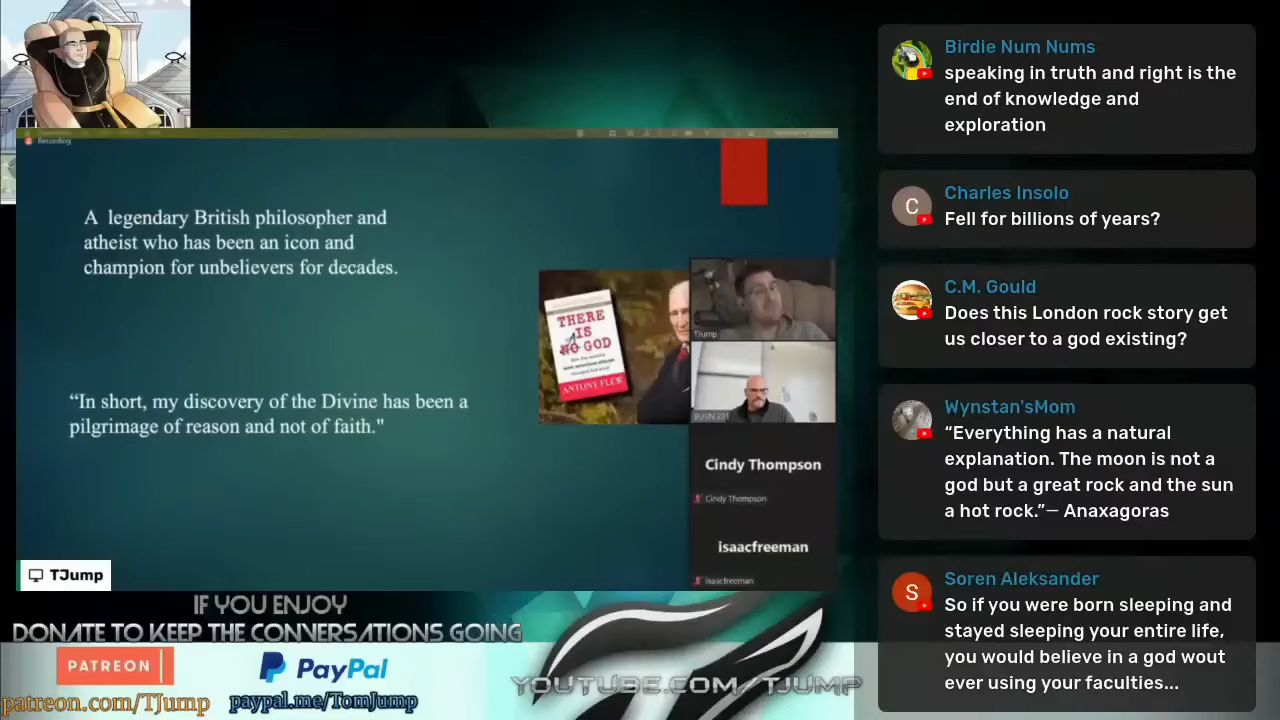 Recording
A legendary British philosopher and
atheist who has been an icon and
champion for unbelievers for decades.
“In short, my discovery of the Divine has been a
pilgrimage of reason and not of faith."
THERE
IS
A
NO GOD
ANTONY FLEW
TJump
BUSN 201
Cindy Thompson
Cindy Thompson
isaacfreeman
isaacfreeman
TJump
IF YOU ENJOY
DONATE TO KEEP THE CONVERSATIONS GOING
PATREON
PayPal
patreon.com/TJump
paypal.me/TomJump
YOUTUBE.COM/TJUMP
Birdie Num Nums
speaking in truth and right is the
end of knowledge and
exploration
C
Charles Insolo
Fell for billions of years?
C.M. Gould
Does this London rock story get
us closer to a god existing?
Wynstan'sMom
“Everything has a natural
explanation. The moon is not a
god but a great rock and the sun
a hot rock.”— Anaxagoras
S
Soren Aleksander
So if you were born sleeping and
stayed sleeping your entire life,
you would believe in a god wout
ever using your faculties...